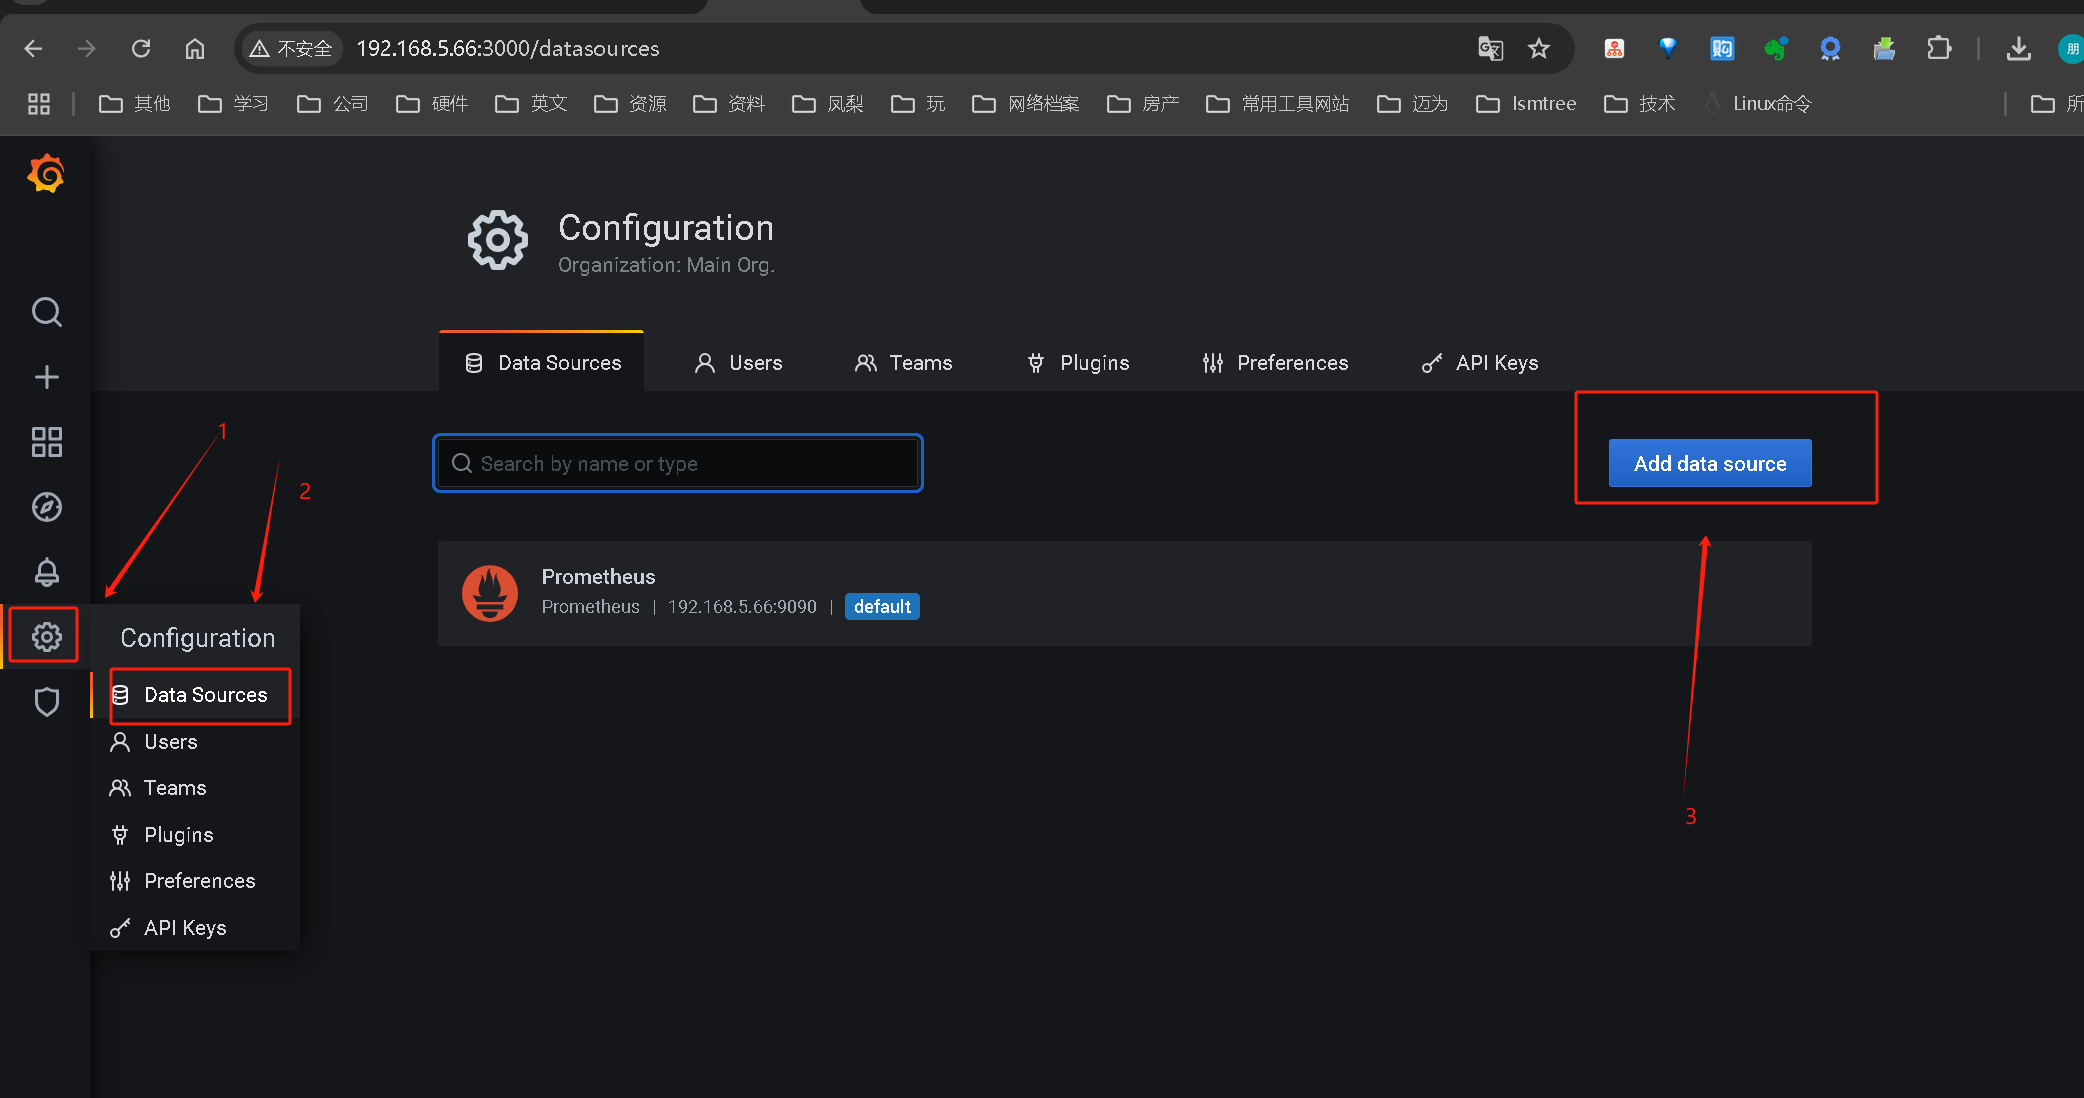 不安全 192.168.5.66:3000/datasources
其他 学习 公司 硬件 英文 资源 资料 凤梨 玩 网络档案 房产 常用工具网站 迈为 lsmtree 技术 Linux命令 所
购
朋
Configuration
Organization: Main Org.
Data Sources Users Teams Plugins Preferences API Keys
1
2
Search by name or type
Add data source
Prometheus
Prometheus | 192.168.5.66:9090 | default
Configuration
Data Sources
Users
Teams
Plugins
Preferences
API Keys
3